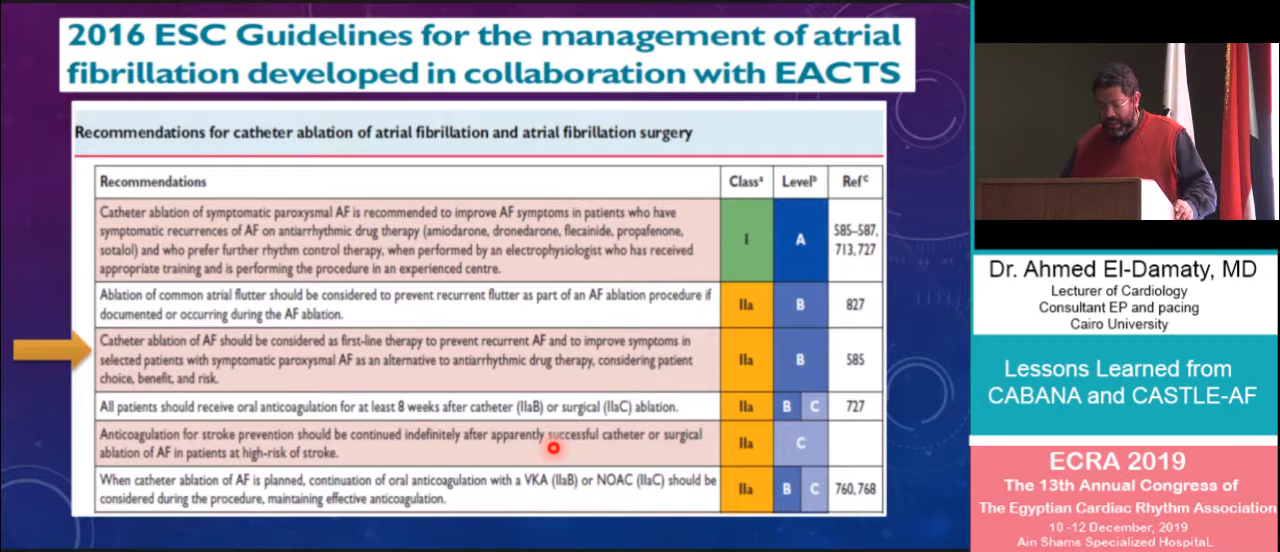 2016 ESC Guidelines for the management of atrial
fibrillation developed in collaboration with EACTS
Recommendations for catheter ablation of atrial fibrillation and atrial fibrillation surgery
Recommendations Classᵃ Levelᵇ Refᶜ
Catheter ablation of symptomatic paroxysmal AF is recommended to improve AF symptoms in patients who have
symptomatic recurrences of AF on antiarrhythmic drug therapy (amiodarone, dronedarone, flecainide, propafenone,
sotalol) and who prefer further rhythm control therapy, when performed by an electrophysiologist who has received
appropriate training and is performing the procedure in an experienced centre.
I A 585–587,
713, 727
Ablation of common atrial flutter should be considered to prevent recurrent flutter as part of an AF ablation procedure if
documented or occurring during the AF ablation.
IIa B 827
Catheter ablation of AF should be considered as first-line therapy to prevent recurrent AF and to improve symptoms in
selected patients with symptomatic paroxysmal AF as an alternative to antiarrhythmic drug therapy, considering patient
choice, benefit, and risk.
IIa B 585
All patients should receive oral anticoagulation for at least 8 weeks after catheter (IIaB) or surgical (IIaC) ablation.
IIa B C 727
Anticoagulation for stroke prevention should be continued indefinitely after apparently successful catheter or surgical
ablation of AF in patients at high-risk of stroke.
IIa C
When catheter ablation of AF is planned, continuation of oral anticoagulation with a VKA (IIaB) or NOAC (IIaC) should be
considered during the procedure, maintaining effective anticoagulation.
IIa B C 760, 768
Dr. Ahmed El-Damaty, MD
Lecturer of Cardiology
Consultant EP and pacing
Cairo University
Lessons Learned from
CABANA and CASTLE-AF
ECRA 2019
The 13th Annual Congress of
The Egyptian Cardiac Rhythm Association
10 -12 December, 2019
Ain Shams Specialized HospitaL